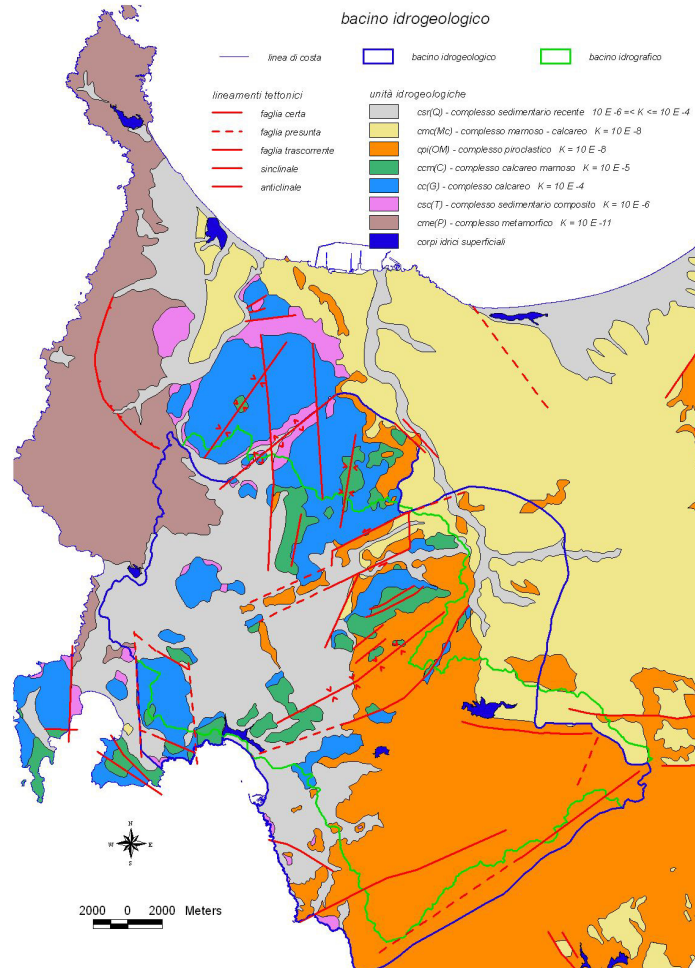 bacino idrogeologico
linea di costa bacino idrogeologico bacino idrografico
lineamenti tettonici
faglia certa
faglia presunta
faglia trascorrente
sinclinale
anticlinale
unità idrogeologiche
csr(Q) - complesso sedimentario recente 10 E -6 =< K <= 10 E -4
cmc(Mc) - complesso marnoso - calcareo K = 10 E -8
cpi(OM) - complesso piroclastico K = 10 E -8
ccm(C) - complesso calcareo marnoso K = 10 E -5
cc(G) - complesso calcareo K = 10 E -4
csc(T) - complesso sedimentario composito K = 10 E -6
cme(P) - complesso metamorfico K = 10 E -11
corpi idrici superficiali
N
W E
S
2000 0 2000 Meters